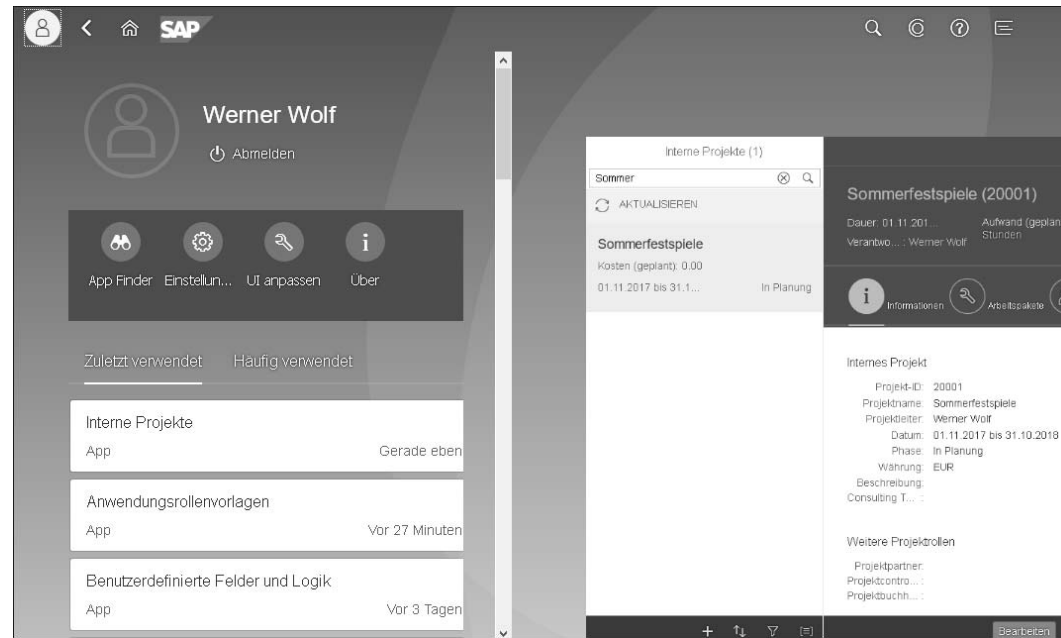 SAP
Werner Wolf
Abmelden
App Finder Einstellun... UI anpassen Über
Zuletzt verwendet Häufig verwendet
Interne Projekte
App Gerade eben
Anwendungsrollenvorlagen
App Vor 27 Minuten
Benutzerdefinierte Felder und Logik
App Vor 3 Tagen
Interne Projekte (1)
Sommer
AKTUALISIEREN
Sommerfestspiele
Kosten (geplant): 0.00
01.11.2017 bis 31.1... In Planung
Sommerfestspiele (20001)
Dauer: 01.11.201... Aufwand (geplan
Verantwo... : Werner Wolf Stunden
Informationen Arbeitspakete
Internes Projekt
Projekt-ID: 20001
Projektname: Sommerfestspiele
Projektleiter: Werner Wolf
Datum: 01.11.2017 bis 31.10.2018
Phase: In Planung
Währung: EUR
Beschreibung:
Consulting T... :
Weitere Projektrollen
Projektpartner:
Projektcontro... :
Projektbuchh... :
Bearbeiten